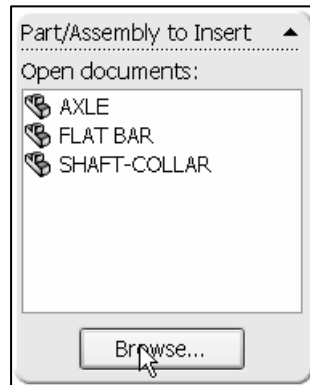 Part/Assembly to Insert
Open documents:
AXLE
FLAT BAR
SHAFT-COLLAR
Browse...